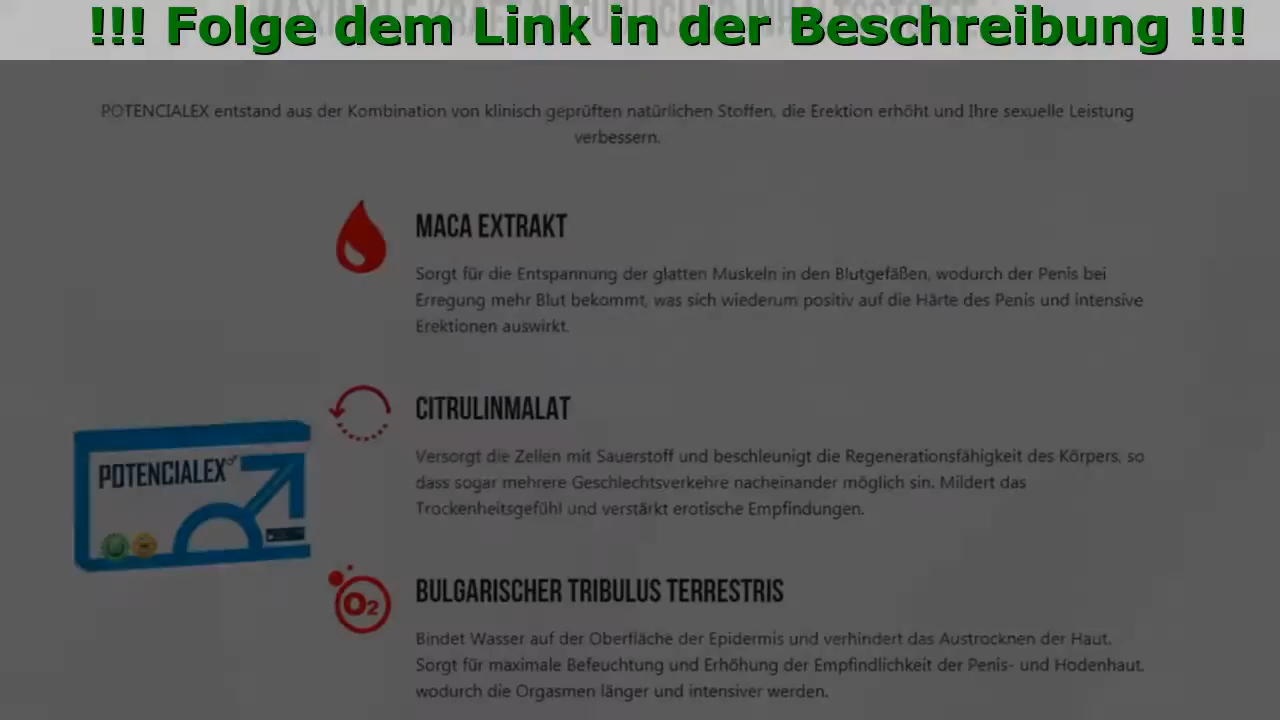 !!! Folge dem Link in der Beschreibung !!!
POTENCIALEX entstand aus der Kombination von klinisch geprüften natürlichen Stoffen, die Erektion erhöht und Ihre sexuelle Leistung
verbessern.
MACA EXTRAKT
Sorgt für die Entspannung der glatten Muskeln in den Blutgefäßen, wodurch der Penis bei
Erregung mehr Blut bekommt, was sich wiederum positiv auf die Härte des Penis und intensive
Erektionen auswirkt.
CITRULINMALAT
Versorgt die Zellen mit Sauerstoff und beschleunigt die Regenerationsfähigkeit des Körpers, so
dass sogar mehrere Geschlechtsverkehre nacheinander möglich sin. Mildert das
Trockenheitsgefühl und verstärkt erotische Empfindungen.
POTENCIALEX
O2
BULGARISCHER TRIBULUS TERRESTRIS
Bindet Wasser auf der Oberfläche der Epidermis und verhindert das Austrocknen der Haut.
Sorgt für maximale Befeuchtung und Erhöhung der Empfindlichkeit der Penis- und Hodenhaut,
wodurch die Orgasmen länger und intensiver werden.